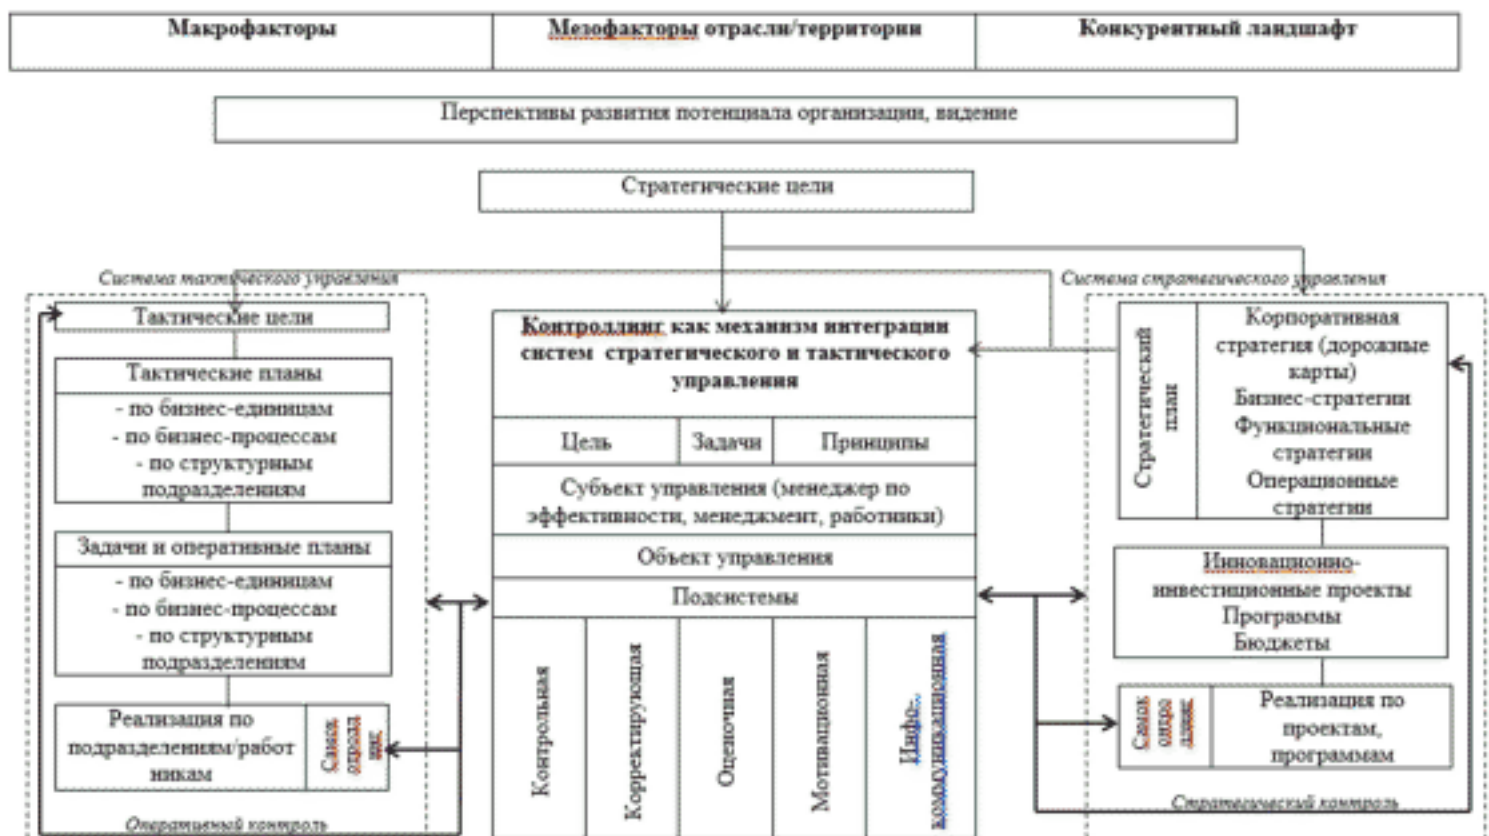 Макрофакторы
Мезофакторы отрасли/территории
Конкурентный ландшафт
Перспективы развития потенциала организации, видение
Стратегические цели
Система тактического управления
Система стратегического управления
Тактические цели
Тактические планы
- по бизнес-единицам
- по бизнес-процессам
- по структурным
подразделениям
Задачи и оперативные планы
- по бизнес-единицам
- по бизнес-процессам
- по структурным
подразделениям
Реализация по
подразделениям/работ
никам
Оперативный контроль
Контроллинг как механизм интеграции
систем стратегического и тактического
управления
Цель
Задачи
Принципы
Субъект управления (менеджер по
эффективности, менеджмент, работники)
Объект управления
Подсистемы
Контрольная
Корректирующая
Оценочная
Мотивационная
Инфо-
коммуникационная
Стратегический
план
Корпоративная
стратегия (дорожные
карты)
Бизнес-стратегии
Функциональные
стратегии
Операционные
стратегии
Инновационно-
инвестиционные проекты
Программы
Бюджеты
Реализация по
проектам,
программам
Стратегический контроль